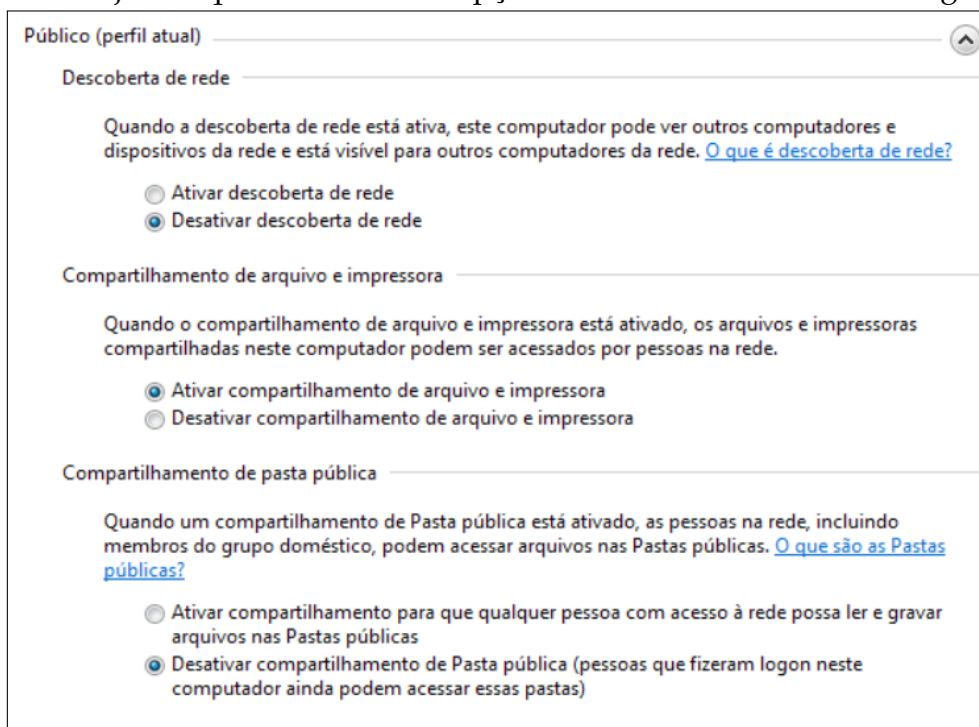 Público (perfil atual)
Descoberta de rede
Quando a descoberta de rede está ativa, este computador pode ver outros computadores e
dispositivos da rede e está visível para outros computadores da rede. O que é descoberta de rede?
Ativar descoberta de rede
Desativar descoberta de rede
Compartilhamento de arquivo e impressora
Quando o compartilhamento de arquivo e impressora está ativado, os arquivos e impressoras
compartilhadas neste computador podem ser acessados por pessoas na rede.
Ativar compartilhamento de arquivo e impressora
Desativar compartilhamento de arquivo e impressora
Compartilhamento de pasta pública
Quando um compartilhamento de Pasta pública está ativado, as pessoas na rede, incluindo
membros do grupo doméstico, podem acessar arquivos nas Pastas públicas. O que são as Pastas
públicas?
Ativar compartilhamento para que qualquer pessoa com acesso à rede possa ler e gravar
arquivos nas Pastas públicas
Desativar compartilhamento de Pasta pública (pessoas que fizeram logon neste
computador ainda podem acessar essas pastas)